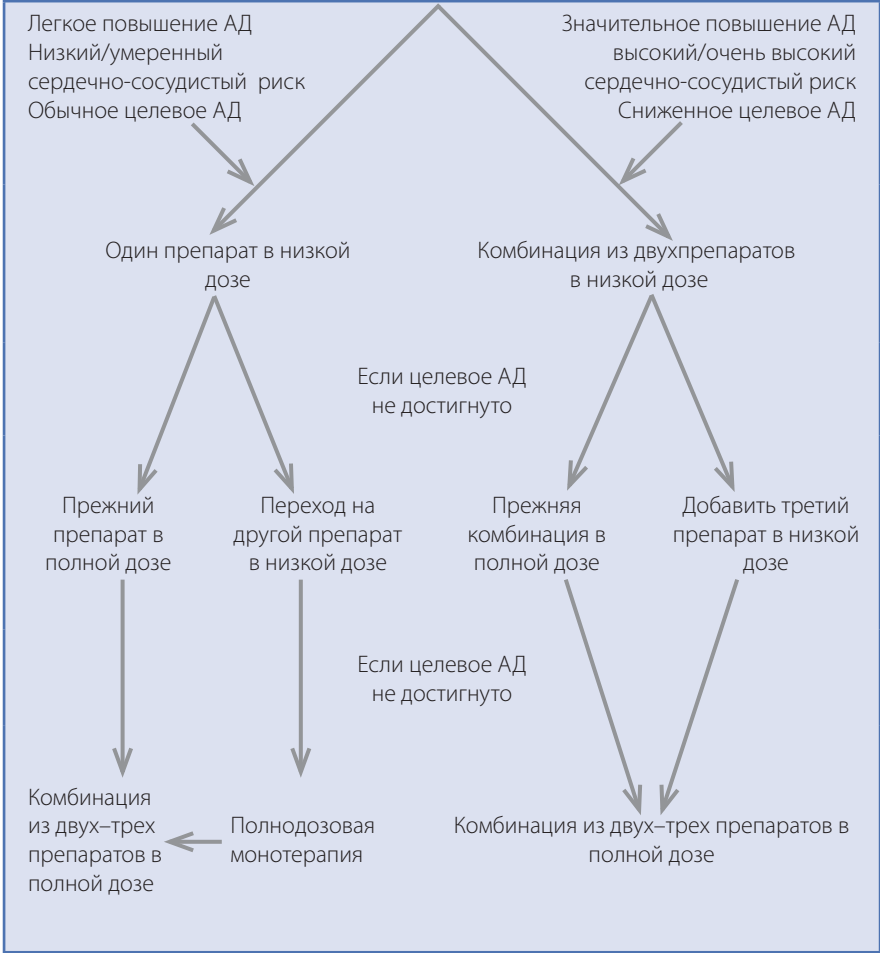 Легкое повышение АД
Низкий/умеренный
сердечно-сосудистый риск
Обычное целевое АД
Значительное повышение АД
высокий/очень высокий
сердечно-сосудистый риск
Сниженное целевое АД
Один препарат в низкой
дозе
Комбинация из двухпрепаратов
в низкой дозе
Если целевое АД
не достигнуто
Прежний
препарат в
полной дозе
Переход на
другой препарат
в низкой дозе
Прежняя
комбинация в
полной дозе
Добавить третий
препарат в низкой
дозе
Если целевое АД
не достигнуто
Комбинация
из двух–трех
препаратов в
полной дозе
Полнодозовая
монотерапия
Комбинация из двух–трех препаратов в
полной дозе